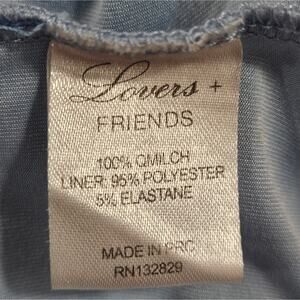 Lovers +
FRIENDS
100% QMILCH
LINER: 95% POLYESTER
5% ELASTANE
MADE IN PRC
RN132829